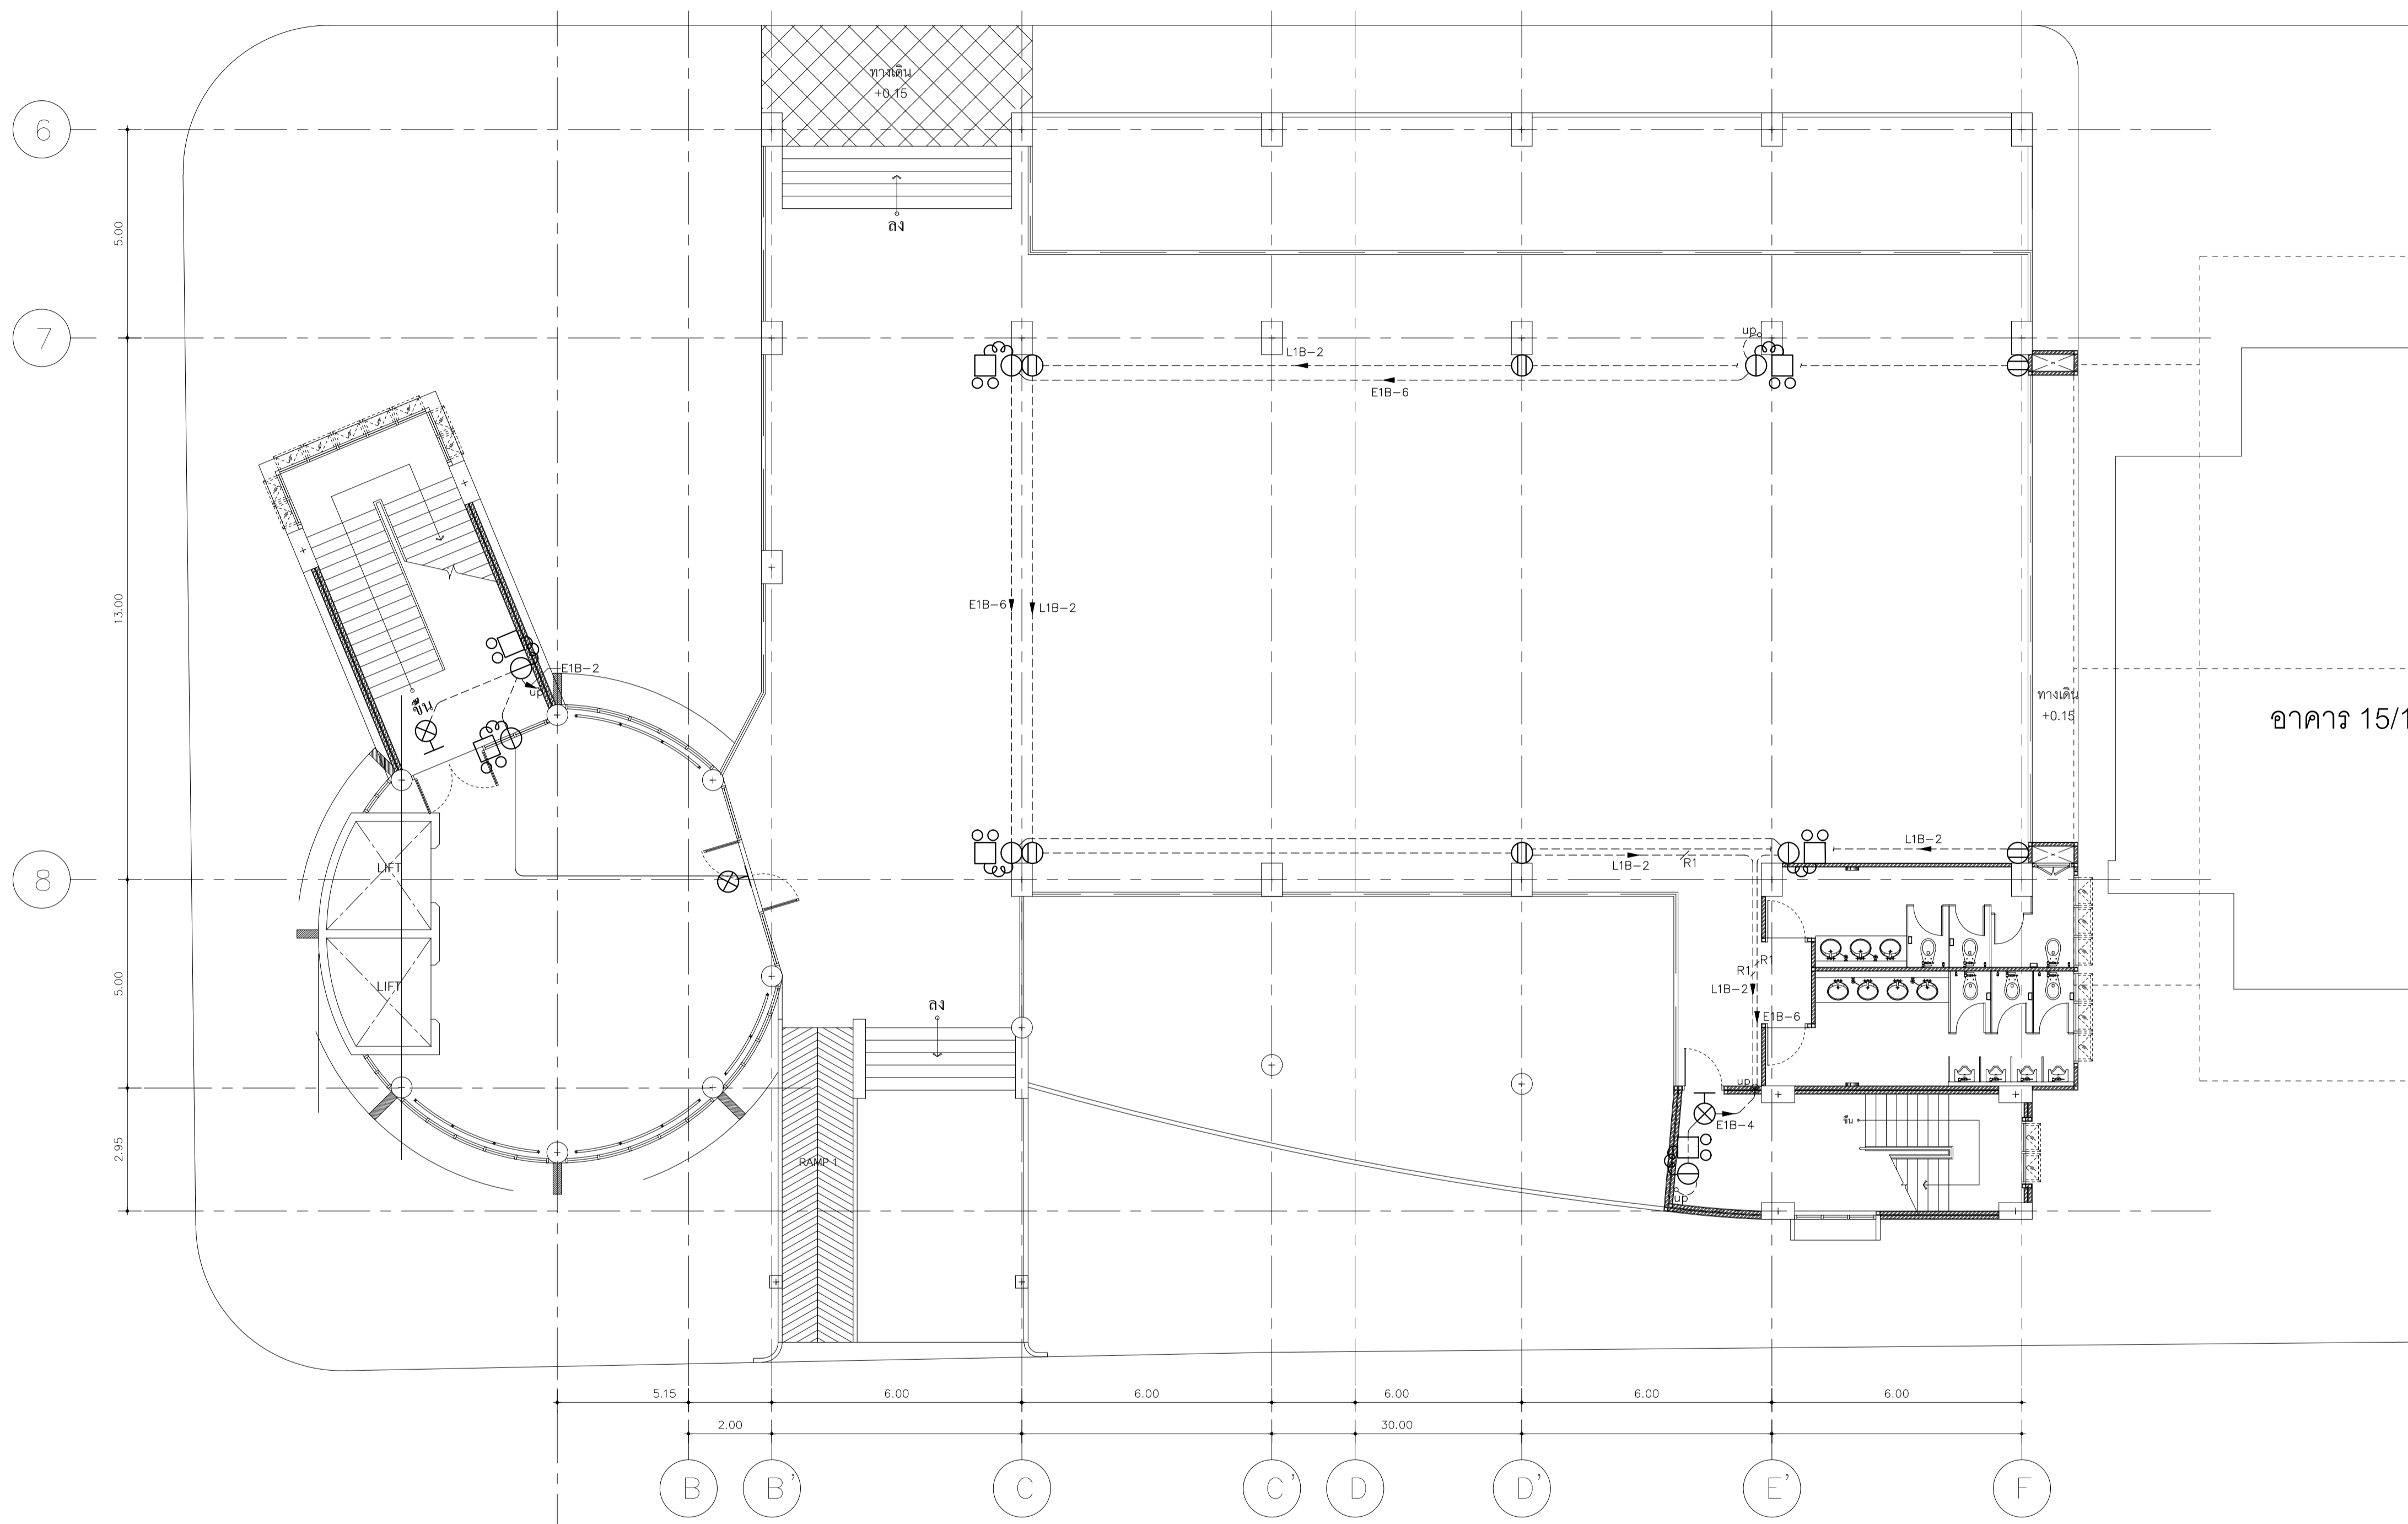 ทางเดิน
+0.15
6
5.00
ลง
7
up
L1B-2
E1B-6
13.00
E1B-6
L1B-2
E1B-2
up
ขึ้น
ทางเดิน
+0.15
อาคาร 15/1
L1B-2
L1B-2
R1
8
LIFT
R1
R1
5.00
LIFT
L1B-2
ลง
E1B-6
up
E1B-4
ขึ้น
2.95
RAMP 1
up
5.15
6.00
6.00
6.00
6.00
6.00
2.00
30.00
B
B'
C
C'
D
D'
E'
F